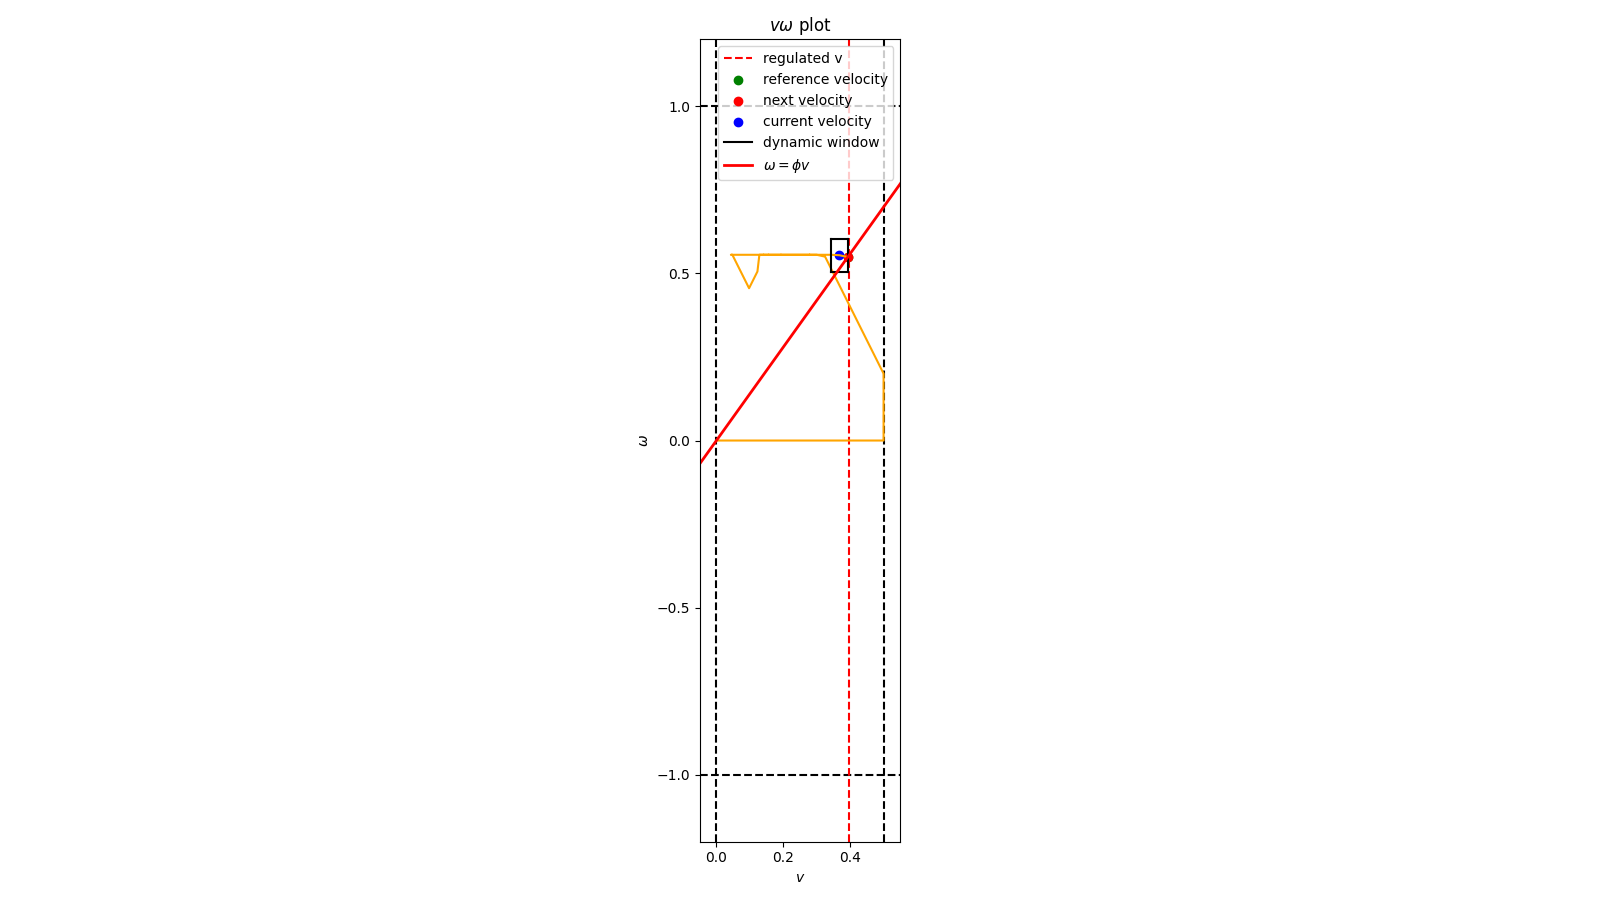 vω plot
regulated v
reference velocity
next velocity
current velocity
dynamic window
ω = ϕv
1.0
0.5
0.0
−0.5
−1.0
ω
0.0 0.2 0.4
v